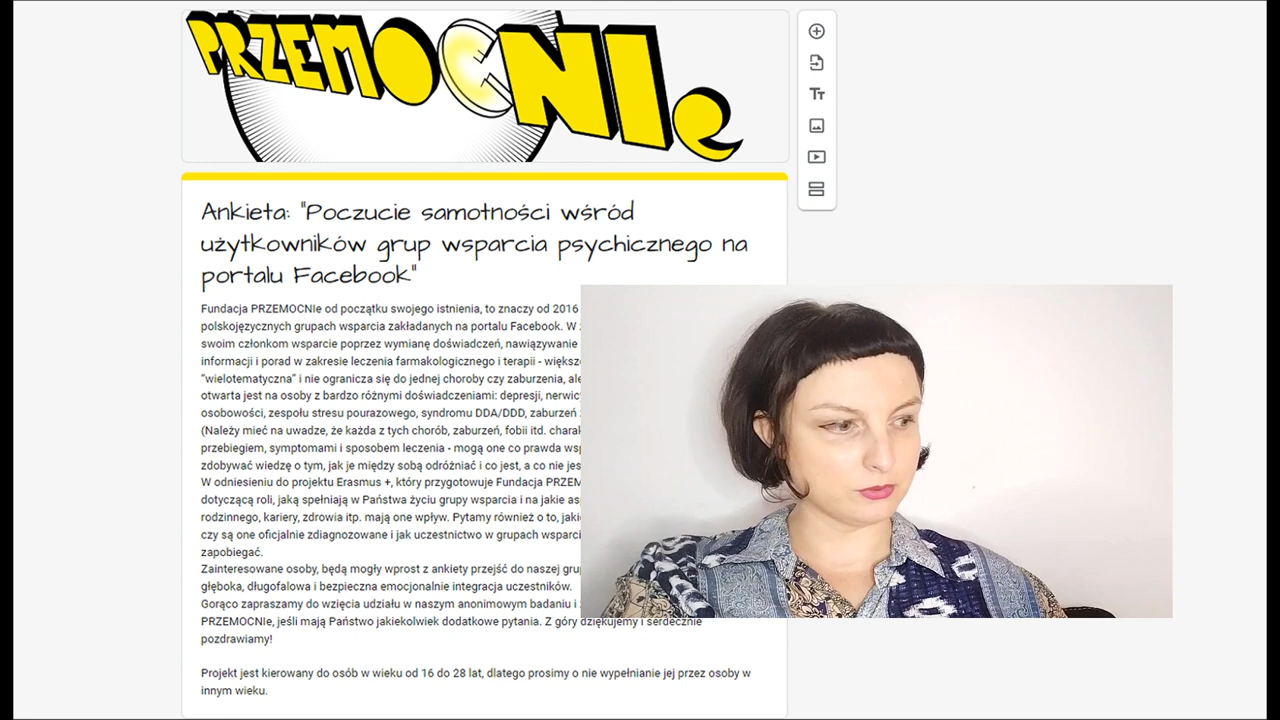 PRZEMOCNIe
Ankieta: "Poczucie samotności wśród
użytkowników grup wsparcia psychicznego na
portalu Facebook"
Fundacja PRZEMOCNIe od początku swojego istnienia, to znaczy od 2016
polskojęzycznych grupach wsparcia zakładanych na portalu Facebook. W
swoim członkom wsparcie poprzez wymianę doświadczeń, nawiązywanie
informacji i porad w zakresie leczenia farmakologicznego i terapii - większo
"wielotematyczna" i nie ogranicza się do jednej choroby czy zaburzenia, ale
otwarta jest na osoby z bardzo różnymi doświadczeniami: depresji, nerwic
osobowości, zespołu stresu pourazowego, syndromu DDA/DDD, zaburzeń
(Należy mieć na uwadze, że każda z tych chorób, zaburzeń, fobii itd. charak
przebiegiem, symptomami i sposobem leczenia - mogą one co prawda wsp
zdobywać wiedzę o tym, jak je między sobą odróżniać i co jest, a co nie jes
W odniesieniu do projektu Erasmus +, który przygotowuje Fundacja PRZEM
dotyczącą roli, jaką spełniają w Państwa życiu grupy wsparcia i na jakie as
rodzinnego, kariery, zdrowia itp. mają one wpływ. Pytamy również o to, jaki
czy są one oficjalnie zdiagnozowane i jak uczestnictwo w grupach wsparci
zapobiegać.
Zainteresowane osoby, będą mogły wprost z ankiety przejść do naszej gru
głęboka, długofalowa i bezpieczna emocjonalnie integracja uczestników.
Gorąco zapraszamy do wzięcia udziału w naszym anonimowym badaniu i
PRZEMOCNIe, jeśli mają Państwo jakiekolwiek dodatkowe pytania. Z góry dziękujemy i serdecznie
pozdrawiamy!
Projekt jest kierowany do osób w wieku od 16 do 28 lat, dlatego prosimy o nie wypełnianie jej przez osoby w
innym wieku.